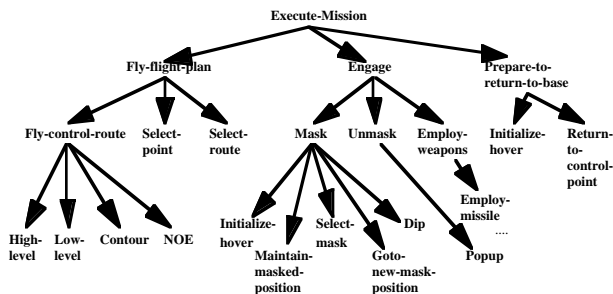 Execute-Mission
Fly-flight-plan
Engage
Prepare-to-
return-to-base
Fly-control-route
Select-
point
Select-
route
Mask
Unmask
Employ-
weapons
Initialize-
hover
Return-
to-
control-
point
High-
level
Low-
level
Contour
NOE
Initialize-
hover
Maintain-
masked-
position
Select-
mask
Goto-
new-mask-
position
Dip
Popup
Employ-
missile
....